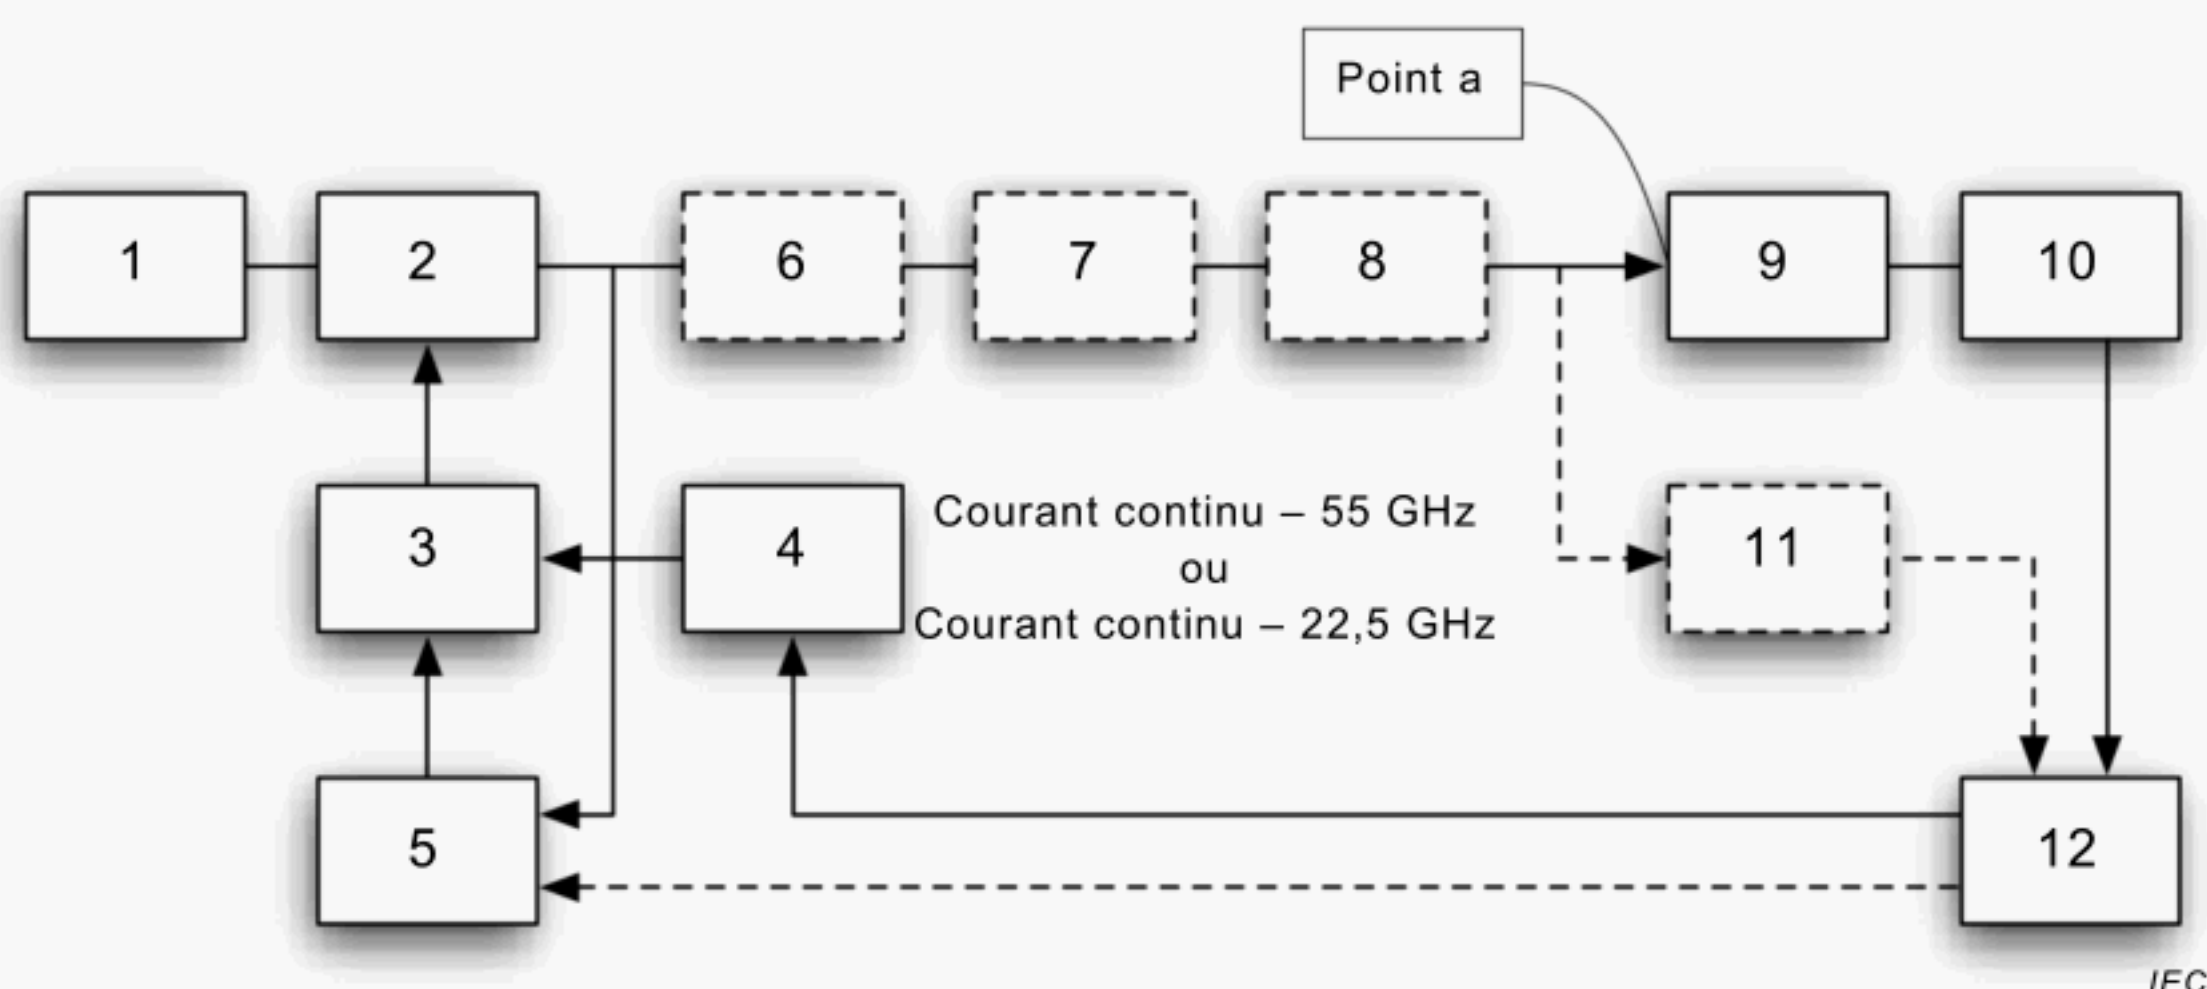 Point a
1
2
6
7
8
9
10
3
4
Courant continu – 55 GHz
ou
Courant continu – 22,5 GHz
11
5
12
IEC